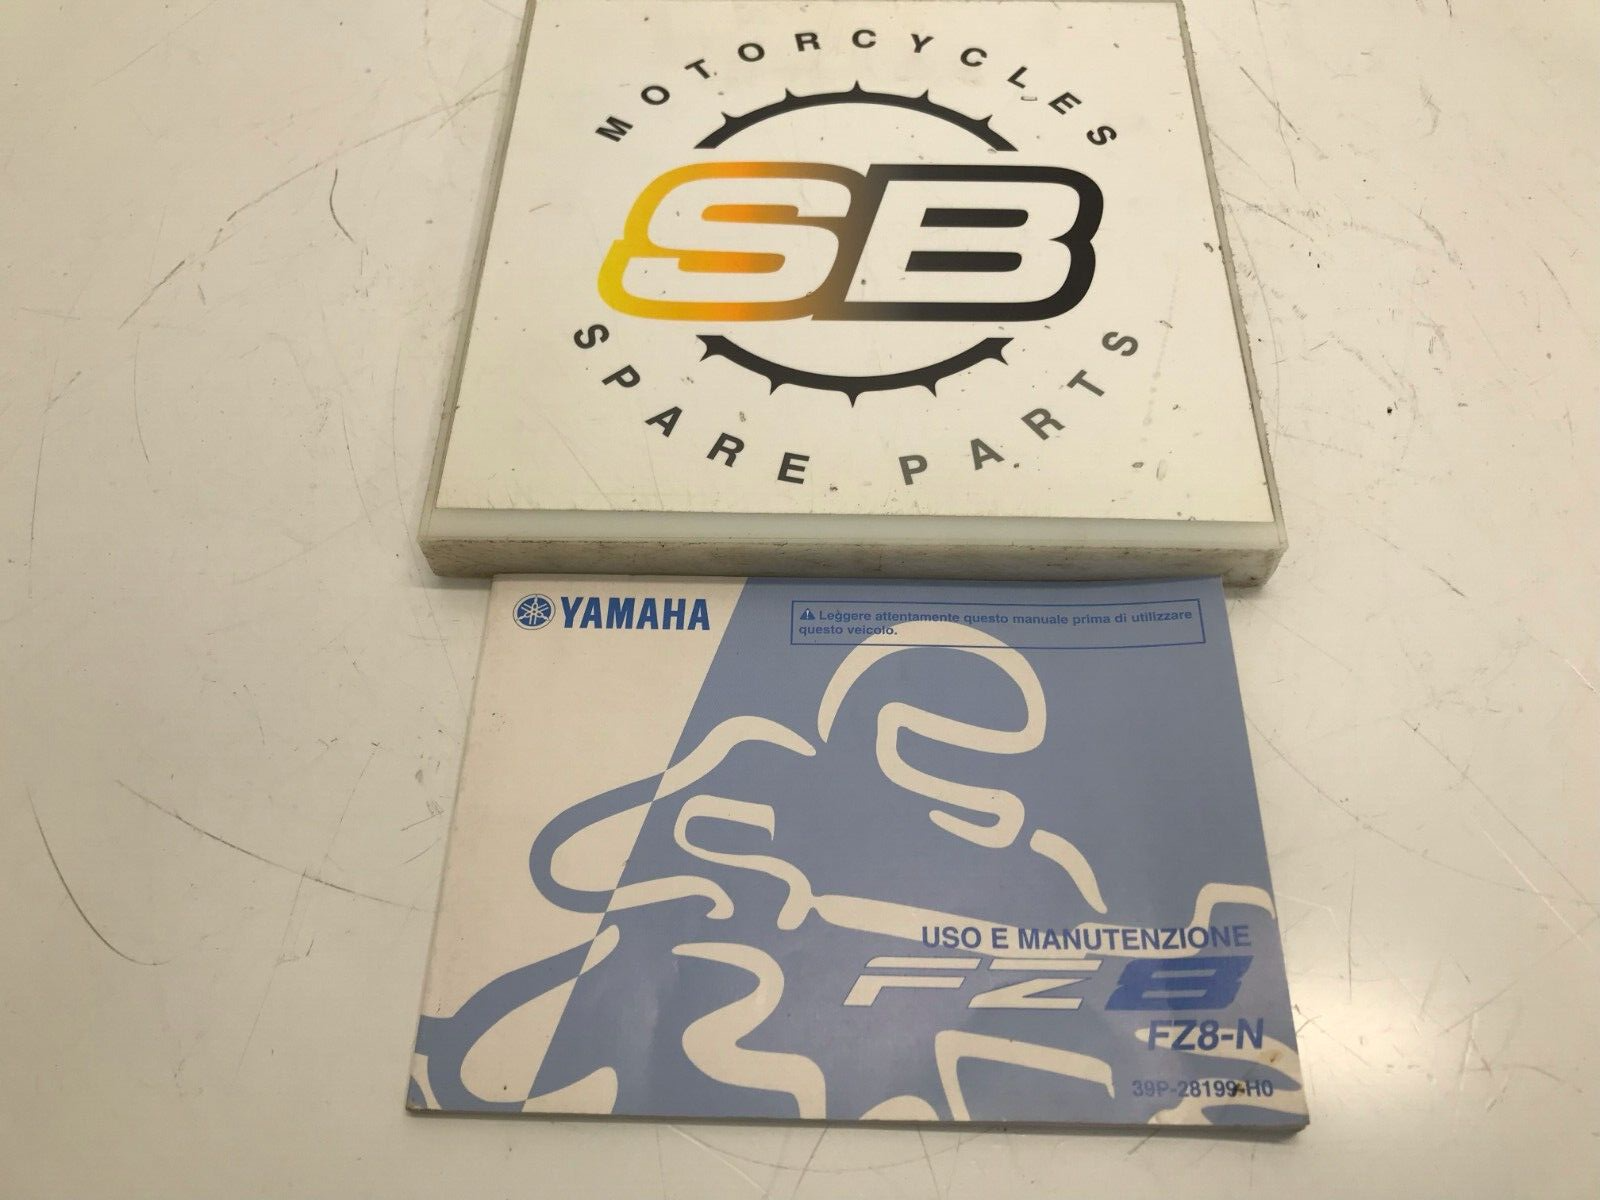 MOTORCYCLES
SB
SPARE PARTS
YAMAHA
Leggere attentamente questo manuale prima di utilizzare
questo veicolo.
USO E MANUTENZIONE
FZ8
FZ8-N
39P-28199-H0